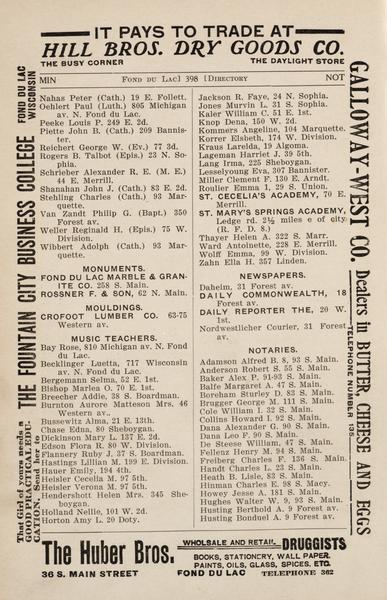 IT PAYS TO TRADE AT
HILL BROS. DRY GOODS CO.
THE BUSY CORNER THE DAYLIGHT STORE
MIN FOND DU LAC] 398 [DIRECTORY NOT
Nahas Peter (Cath.) 19 E. Follett.
Oehlert Paul (Luth.) 805 Michigan
av. N. Fond du Lac.
Peeke Louis P. 249 E. 2d.
Piette John B. (Cath.) 209 Bannis-
ter.
Reichert George W. (Ev.) 77 3d.
Rogers B. Talbot (Epis.) 23 N. So-
phia.
Schrieber Alexander R. E. (M. E.)
44 E. Merrill.
Shanahan John J. (Cath.) 83 E. 2d.
Stehling Charles (Cath.) 93 Mar-
quette.
Van Zandt Philip G. (Bapt.) 350
Forest av.
Weller Reginald H. (Epis.) 75 W.
Division.
Wibbert Adolph (Cath.) 93 Mar-
quette.
MONUMENTS.
FOND DU LAC MARBLE & GRAN-
ITE CO. 258 S. Main.
ROSSNER F. & SON, 62 N. Main.
MOULDINGS.
CROFOOT LUMBER CO. 63-75
Western av.
MUSIC TEACHERS.
Bay Rose, 810 Michigan av. N. Fond
du Lac.
Becklinger Luetta, 717 Wisconsin
av. N. Fond du Lac.
Bergemann Selma, 52 E. 1st.
Bishop Marlea O. 70 E. 1st.
Breecher Addie, 38 S. Boardman.
Burnton Aurore Matteson Mrs. 46
Western av.
Bussewitz Alma, 21 E. 13th.
Chase Edna, 80 Sheboygan.
Dickinson Mary L. 137 E. 2d.
Edson Flora R. 80 W. Division.
Flannery Ruby J. 37 S. Boardman.
Hastings Lillian M. 199 E. Division.
Hauer Emily, 194 4th.
Heisler Cecelia M. 97 5th.
Heisler Verona M. 97 5th.
Hendershott Helen Mrs. 345 She-
boygan.
Holland Nellie, 101 W. 2d.
Horton Amy L. 20 Doty.
Jackson R. Faye, 24 N. Sophia.
Jones Murvin L. 31 S. Sophia.
Kaler William C. 51 E. 1st.
Knop Dena, 150 W. 2d.
Kommers Angeline, 104 Marquette.
Korrer Elsbeth, 174 W. Division.
Kraus Laralda, 19 Algoma.
Lageman Harriet J. 39 5th.
Lang Irma, 225 Sheboygan.
Lesselyoung Eva, 307 Bannister.
Miller Clement F. 130 E. Arndt.
Roulier Emma I. 29 S. Union.
ST. CECELIA'S ACADEMY, 70 E.
Merrill.
ST. MARY'S SPRINGS ACADEMY,
Ledge rd. 2½ miles e of city
(R. F. D. 8.)
Thayer Helen A. 322 S. Marr.
Ward Antoinette, 228 E. Merrill.
Wolff Emma, 99 W. Division.
Zahn Ella H. 357 Linden.
NEWSPAPERS.
Daheim, 31 Forest av.
DAILY COMMONWEALTH, 18
Forest av.
DAILY REPORTER THE, 20 W.
1st.
Nordwestlicher Courier, 31 Forest
av.
NOTARIES.
Adamson Alfred B. 8, 93 S. Main.
Anderson Robert S. 55 S. Main.
Baker Alex P. 91-93 S. Main.
Balfe Margaret A. 47 S. Main.
Boreham Sturley D. 83 S. Main.
Brugger George M. 111 S. Main.
Cole William I. 32 S. Main.
Collins Howard I. 92 S. Main.
Dana Alexander G. 90 S. Main.
Dana Leo F. 90 S. Main.
De Steese William, 47 S. Main.
Fellenz Henry M. 94 S. Main.
Freiberg Charles F. 136 S. Main.
Handt Charles L. 23 S. Main.
Heath B. Lisle, 83 S. Main.
Hinman Charles E. 98 S. Macy.
Howey Jesse A. 181 S. Main.
Hughes Walter W. 9, 93 S. Main.
Husting Berthold A. 9 Forest av.
Husting Bonduel A. 9 Forest av.
THE FOUNTAIN CITY BUSINESS COLLEGE
FOND DU LAC
WISCONSIN
That Girl of yours needs a
GOOD PRACTICAL EDU-
CATION. Send her to
GALLOWAY-WEST CO. Dealers in BUTTER, CHEESE AND EGGS
TELEPHONE NUMBER 135
The Huber Bros. WHOLSALE AND RETAIL DRUGGISTS
BOOKS, STATIONERY, WALL PAPER.
PAINTS, OILS, GLASS, SPICES, ETC.
36 S. MAIN STREET FOND DU LAC TELEPHONE 362